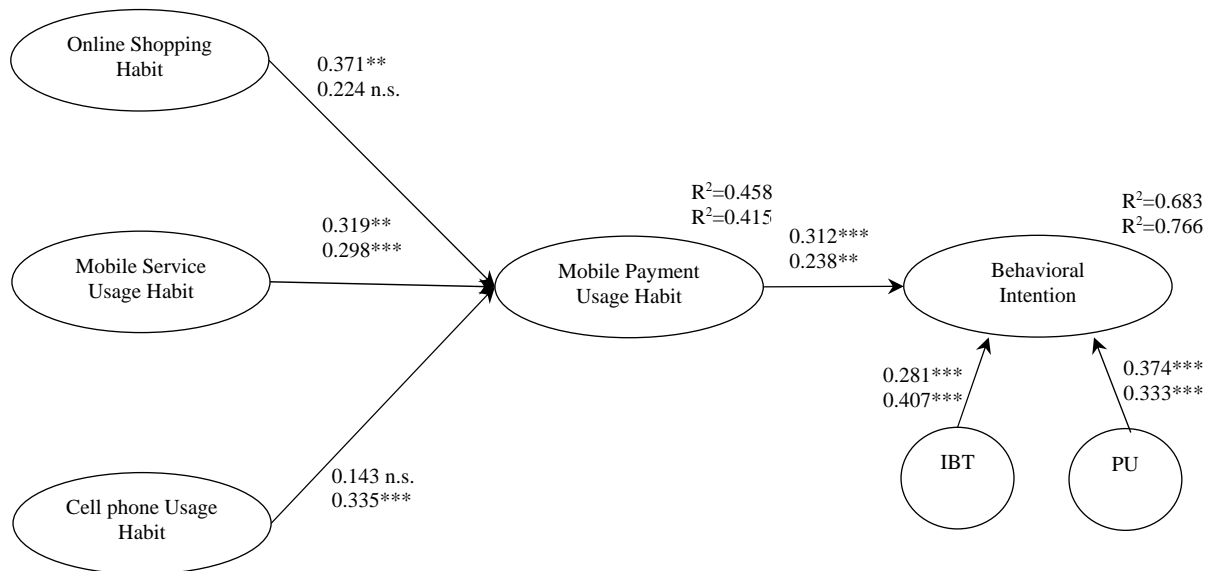 Online Shopping
Habit
0.371**
0.224 n.s.
Mobile Service
Usage Habit
0.319**
0.298***
Cell phone Usage
Habit
0.143 n.s.
0.335***
Mobile Payment
Usage Habit
R²=0.458
R²=0.415
0.312***
0.238**
Behavioral
Intention
R²=0.683
R²=0.766
0.281***
0.407***
IBT
0.374***
0.333***
PU